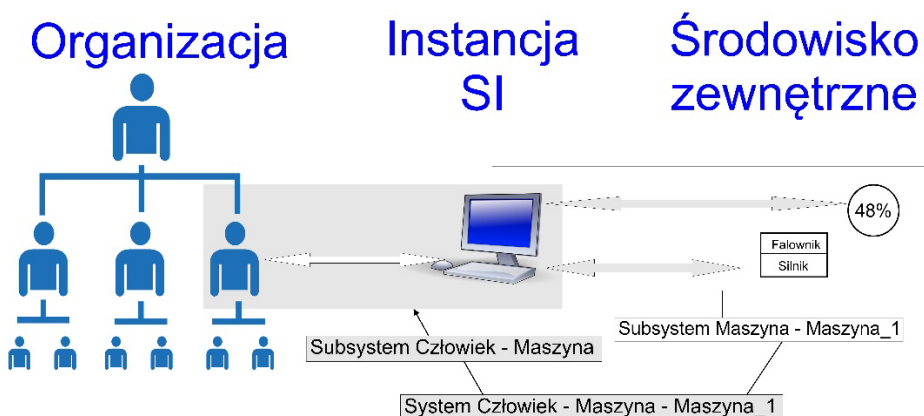 Organizacja
Instancja
SI
Środowisko
zewnętrzne
48%
Falownik
Silnik
Subsystem Maszyna - Maszyna_1
Subsystem Człowiek - Maszyna
System Człowiek - Maszyna - Maszyna_1